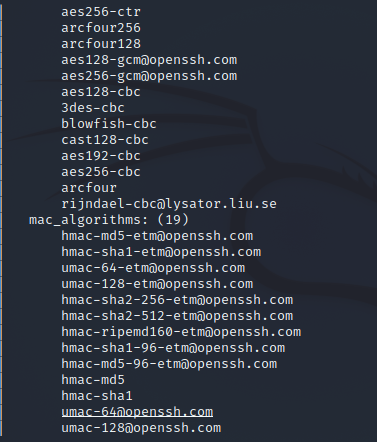 aes256-ctr
arcfour256
arcfour128
aes128-gcm@openssh.com
aes256-gcm@openssh.com
aes128-cbc
3des-cbc
blowfish-cbc
cast128-cbc
aes192-cbc
aes256-cbc
arcfour
rijndael-cbc@lysator.liu.se
mac_algorithms: (19)
hmac-md5-etm@openssh.com
hmac-sha1-etm@openssh.com
umac-64-etm@openssh.com
umac-128-etm@openssh.com
hmac-sha2-256-etm@openssh.com
hmac-sha2-512-etm@openssh.com
hmac-ripemd160-etm@openssh.com
hmac-sha1-96-etm@openssh.com
hmac-md5-96-etm@openssh.com
hmac-md5
hmac-sha1
umac-64@openssh.com
umac-128@openssh.com